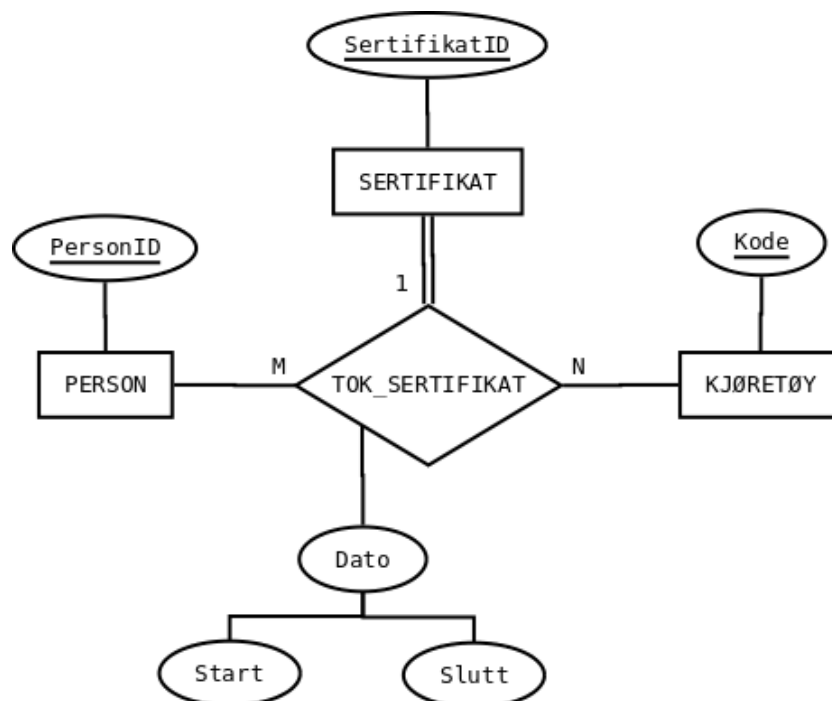 SertifikatID
SERTIFIKAT
PersonID
Kode
1
PERSON
M
TOK_SERTIFIKAT
N
KJØRETØY
Dato
Start
Slutt